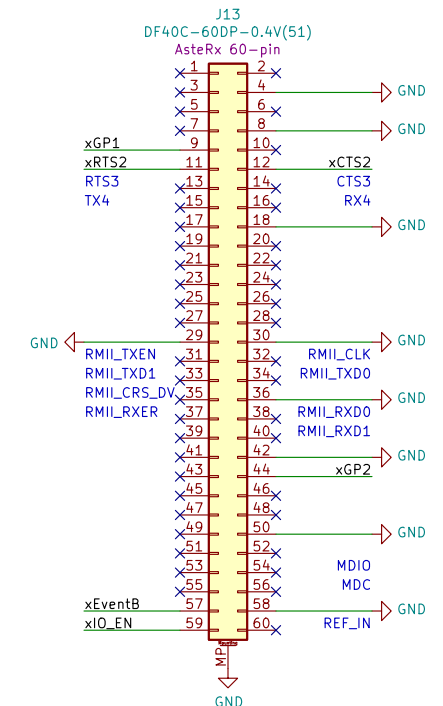 J13
DF40C-60DP-0.4V(51)
AsteRx 60-pin
1 2
3 4 GND
5 6
7 8 GND
xGP1 9 10
xRTS2 11 12 xCTS2
RTS3 13 14 CTS3
TX4 15 16 RX4
17 18 GND
19 20
21 22
23 24
25 26
27 28
GND 29 30 GND
RMII_TXEN 31 32 RMII_CLK
RMII_TXD1 33 34 RMII_TXD0
RMII_CRS_DV 35 36 GND
RMII_RXER 37 38 RMII_RXD0
39 40 RMII_RXD1
41 42 GND
43 44 xGP2
45 46
47 48
49 50 GND
51 52
53 54 MDIO
55 56 MDC
xEventB 57 58 GND
xIO_EN 59 60 REF_IN
MP
GND